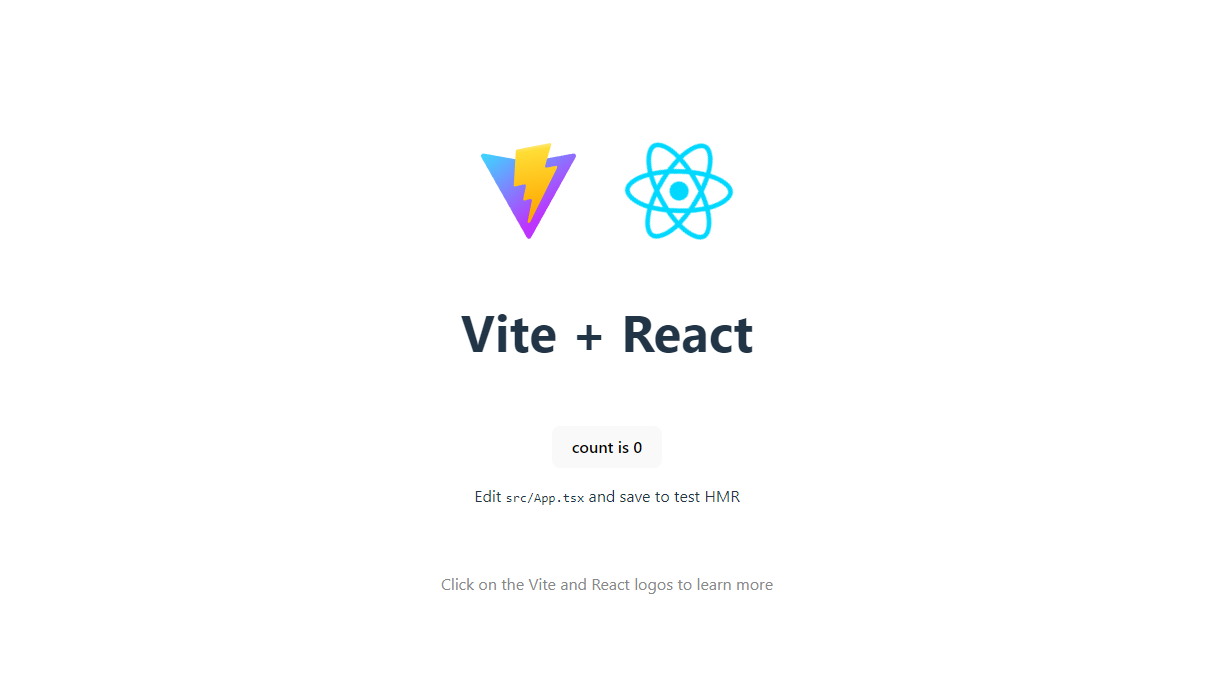 Vite + React
count is 0
Edit src/App.tsx and save to test HMR
Click on the Vite and React logos to learn more